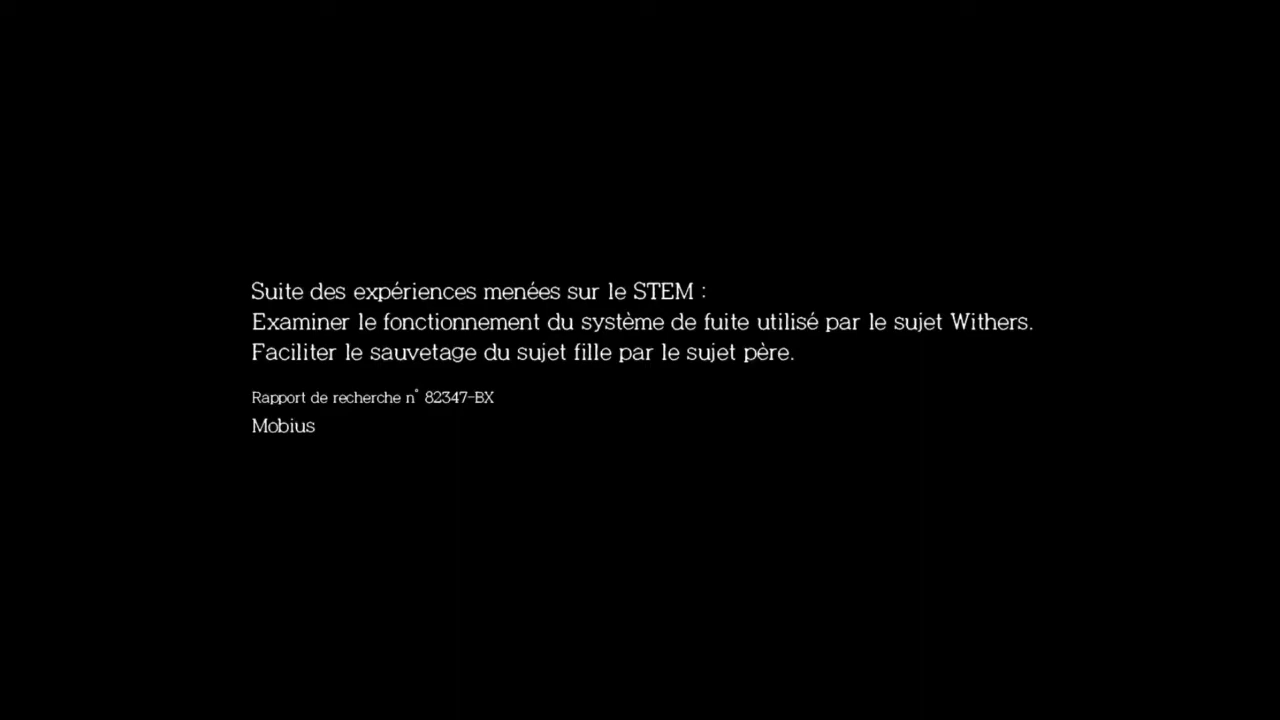 Suite des expériences menées sur le STEM :
Examiner le fonctionnement du système de fuite utilisé par le sujet Withers.
Faciliter le sauvetage du sujet fille par le sujet père.
Rapport de recherche n° 82347-BX
Mobius